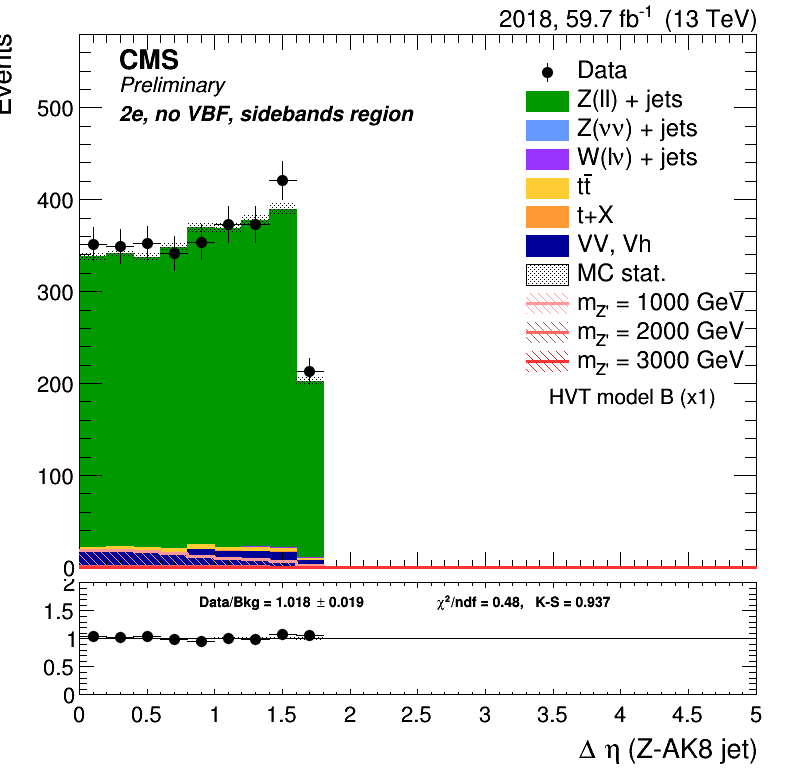 2018, 59.7 fb⁻¹ (13 TeV)
Events
CMS
Preliminary
2e, no VBF, sidebands region
Data
Z(ll) + jets
Z(νν) + jets
W(lν) + jets
tt̄
t+X
VV, Vh
MC stat.
m_Z' = 1000 GeV
m_Z' = 2000 GeV
m_Z' = 3000 GeV
HVT model B (x1)
500
400
300
200
100
0
2
1.5
1
0.5
0
Data/Bkg = 1.018 ± 0.019
χ²/ndf = 0.48, K-S = 0.937
0 0.5 1 1.5 2 2.5 3 3.5 4 4.5 5
Δ η (Z-AK8 jet)